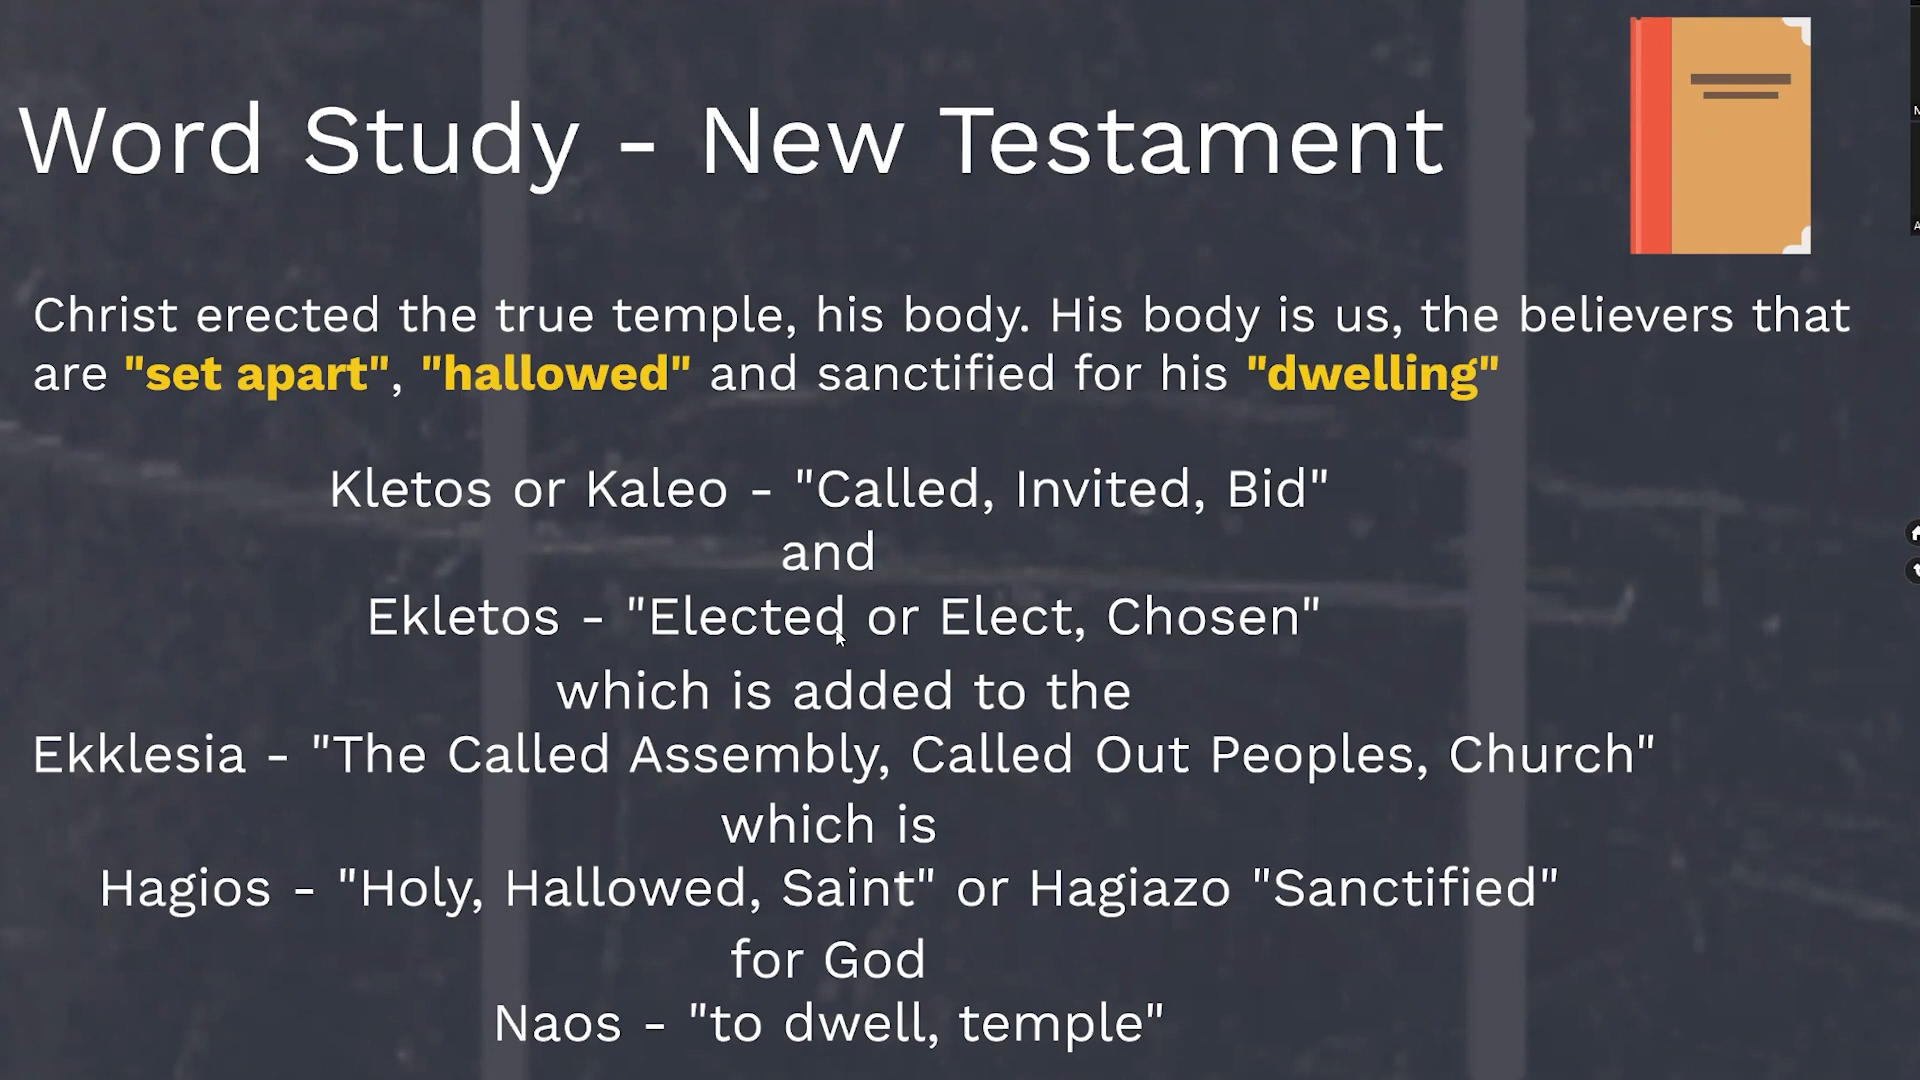 Word Study - New Testament
Christ erected the true temple, his body. His body is us, the believers that
are "set apart", "hallowed" and sanctified for his "dwelling"
Kletos or Kaleo - "Called, Invited, Bid"
and
Ekletos - "Elected or Elect, Chosen"
which is added to the
Ekklesia - "The Called Assembly, Called Out Peoples, Church"
which is
Hagios - "Holy, Hallowed, Saint" or Hagiazo "Sanctified"
for God
Naos - "to dwell, temple"